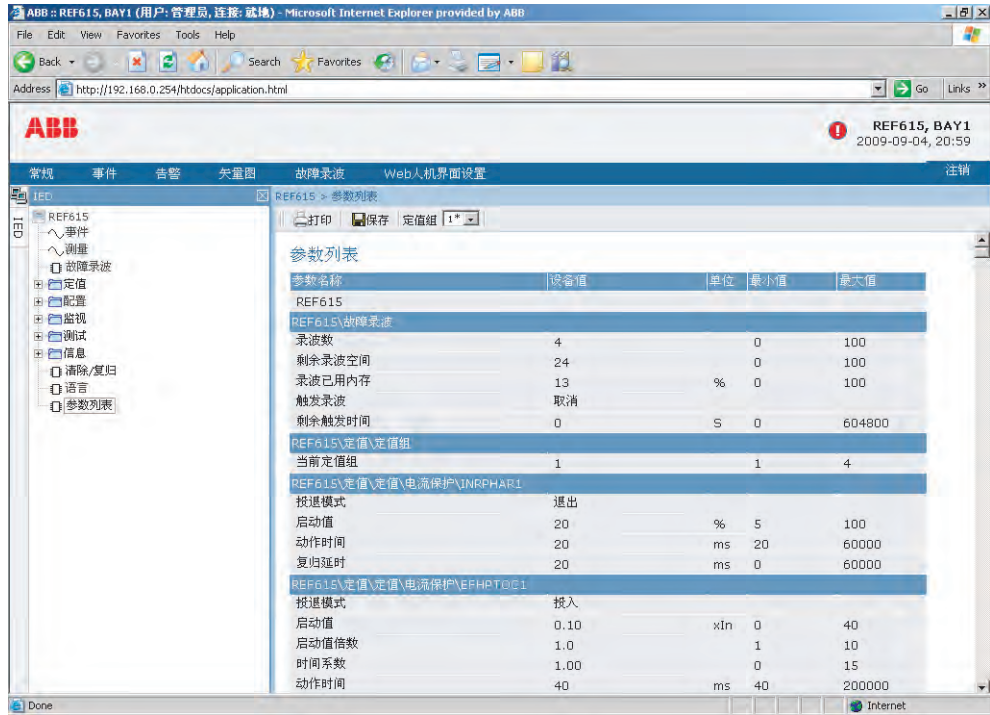 ABB :: REF615, BAY1 (用户: 管理员, 连接: 就地) - Microsoft Internet Explorer provided by ABB
File Edit View Favorites Tools Help
Back Search Favorites
Address http://192.168.0.254/htdocs/application.html Go Links »
ABB
REF615, BAY1
2009-09-04, 20:59
常规 事件 告警 矢量图 故障录波 Web人机界面设置 注销
IED
IED
REF615
事件
测量
故障录波
定值
配置
监视
测试
信息
清除/复归
语言
参数列表
REF615 > 参数列表
打印 保存 定值组 1*
参数列表
参数名称 设备值 单位 最小值 最大值
REF615
REF615\故障录波
录波数 4 0 100
剩余录波空间 24 0 100
录波已用内存 13 % 0 100
触发录波 取消
剩余触发时间 0 S 0 604800
REF615\定值\定值组
当前定值组 1 1 4
REF615\定值\定值\电流保护\INRPHAR1
投退模式 退出
启动值 20 % 5 100
动作时间 20 ms 20 60000
复归延时 20 ms 0 60000
REF615\定值\定值\电流保护\EFHPTOC1
投退模式 投入
启动值 0.10 xIn 0 40
启动值倍数 1.0 1 10
时间系数 1.00 0 15
动作时间 40 ms 40 200000
Done Internet